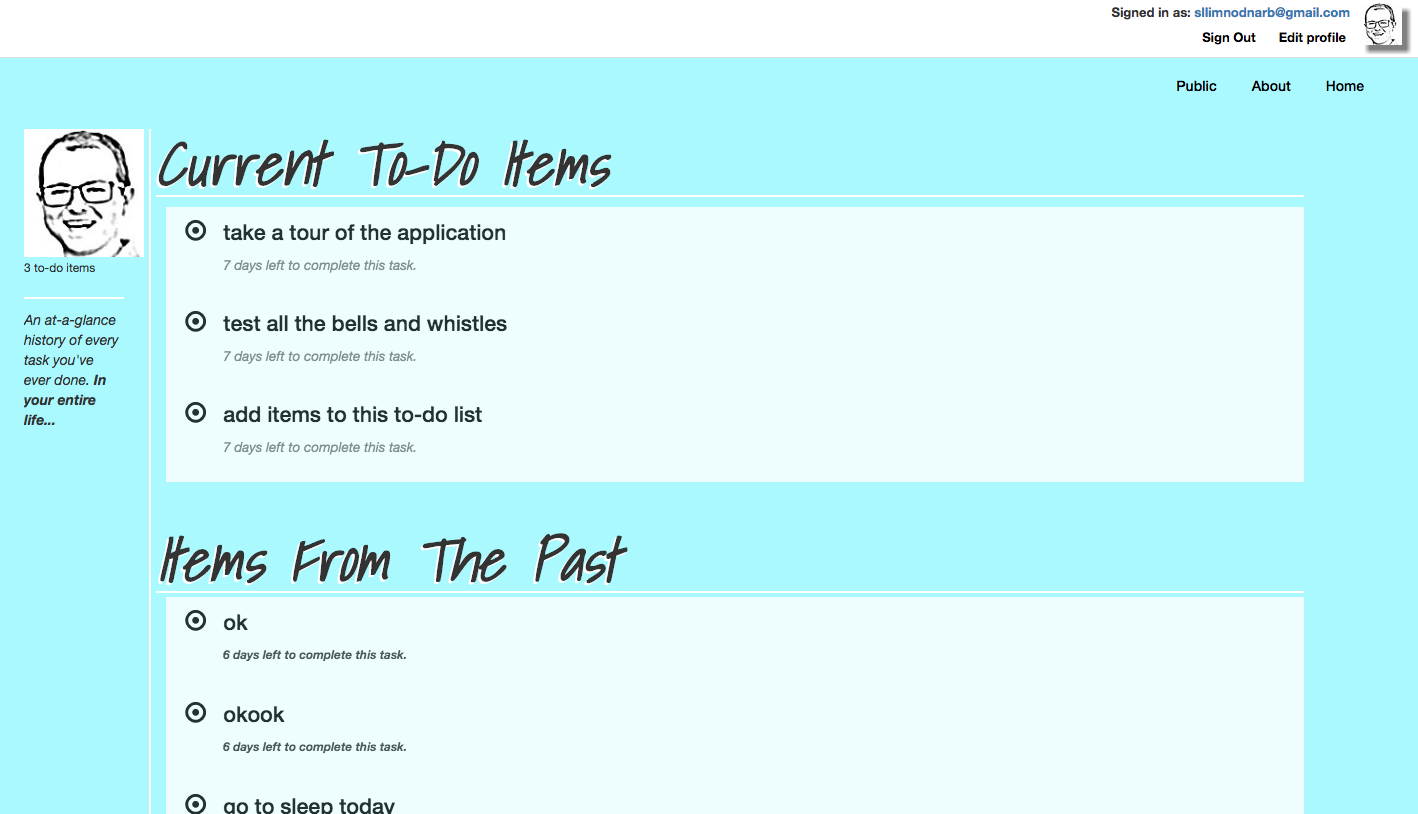 Signed in as: sllimnodnarb@gmail.com
Sign Out Edit profile
Public About Home
Current To-Do Items
3 to-do items
An at-a-glance
history of every
task you've
ever done. In
your entire
life...
take a tour of the application
7 days left to complete this task.
test all the bells and whistles
7 days left to complete this task.
add items to this to-do list
7 days left to complete this task.
Items From The Past
ok
6 days left to complete this task.
okook
6 days left to complete this task.
go to sleep today